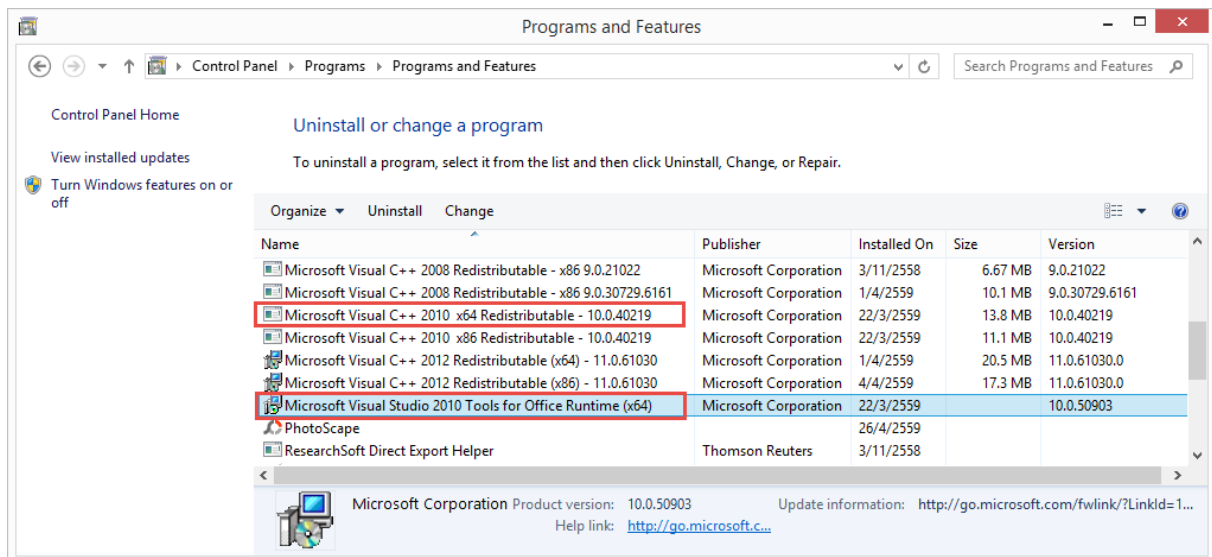 Programs and Features
Control Panel Programs Programs and Features Search Programs and Features
Control Panel Home
View installed updates
Turn Windows features on or
off
Uninstall or change a program
To uninstall a program, select it from the list and then click Uninstall, Change, or Repair.
Organize Uninstall Change
Name Publisher Installed On Size Version
Microsoft Visual C++ 2008 Redistributable - x86 9.0.21022 Microsoft Corporation 3/11/2558 6.67 MB 9.0.21022
Microsoft Visual C++ 2008 Redistributable - x86 9.0.30729.6161 Microsoft Corporation 1/4/2559 10.1 MB 9.0.30729.6161
Microsoft Visual C++ 2010 x64 Redistributable - 10.0.40219 Microsoft Corporation 22/3/2559 13.8 MB 10.0.40219
Microsoft Visual C++ 2010 x86 Redistributable - 10.0.40219 Microsoft Corporation 22/3/2559 11.1 MB 10.0.40219
Microsoft Visual C++ 2012 Redistributable (x64) - 11.0.61030 Microsoft Corporation 1/4/2559 20.5 MB 11.0.61030.0
Microsoft Visual C++ 2012 Redistributable (x86) - 11.0.61030 Microsoft Corporation 4/4/2559 17.3 MB 11.0.61030.0
Microsoft Visual Studio 2010 Tools for Office Runtime (x64) Microsoft Corporation 22/3/2559 10.0.50903
PhotoScape 26/4/2559
ResearchSoft Direct Export Helper Thomson Reuters 3/11/2558
Microsoft Corporation Product version: 10.0.50903 Update information: http://go.microsoft.com/fwlink/?LinkId=1...
Help link: http://go.microsoft.c...